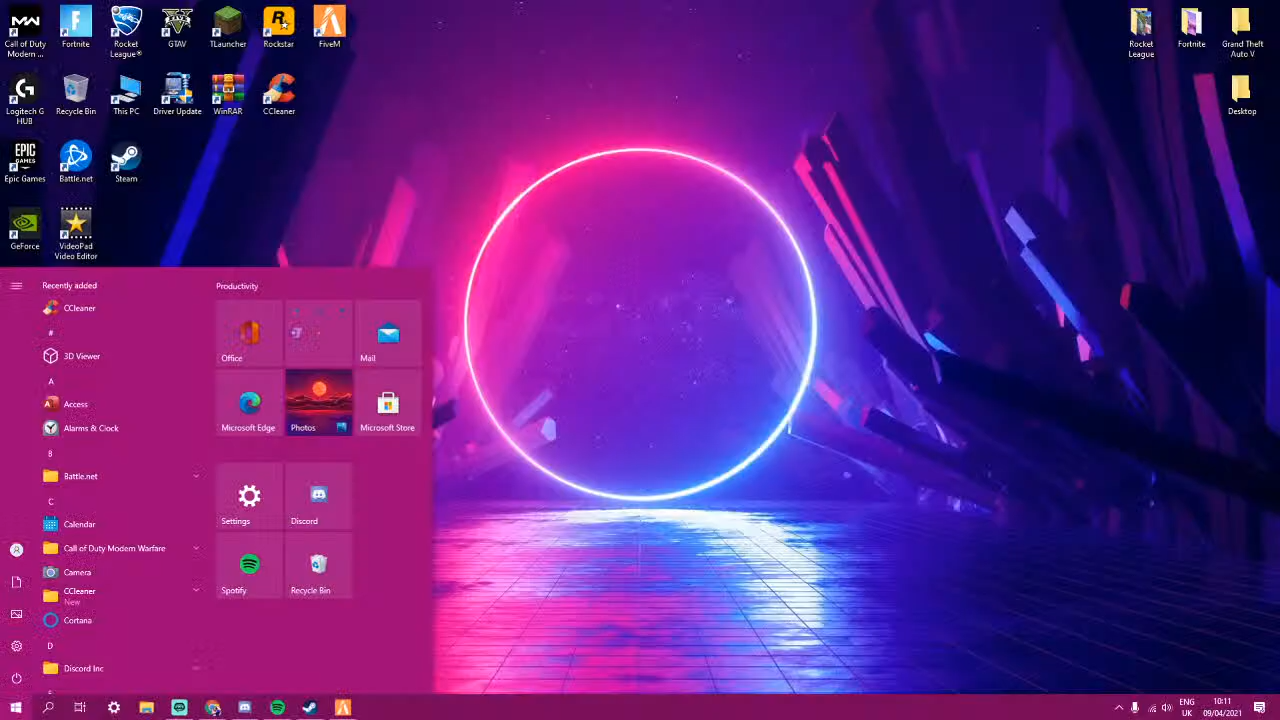 Call of Duty
Modern ...
Fortnite
Rocket
League®
GTAV
TLauncher
Rockstar
FiveM
Rocket
League
Fortnite
Grand Theft
Auto V
Logitech G
HUB
Recycle Bin
This PC
Driver Update
WinRAR
CCleaner
Desktop
EPIC
GAMES
Epic Games
Battle.net
Steam
GeForce
VideoPad
Video Editor
Recently added
CCleaner
#
3D Viewer
A
Access
Alarms & Clock
B
Battle.net
C
Calendar
Call of Duty Modern Warfare
Camera
CCleaner
New
Cortana
D
Discord Inc
Productivity
Office
Mail
Microsoft Edge
Photos
Microsoft Store
Settings
Discord
Spotify
Recycle Bin
ENG
UK
10:11
09/04/2021